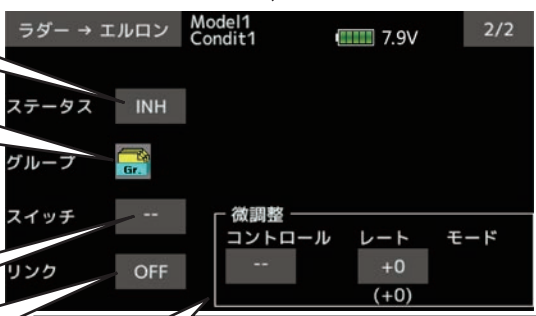 ラダー → エルロン
Model1
Condit1
7.9V
2/2
ステータス INH
グループ Gr.
スイッチ --
リンク OFF
微調整
コントロール レート モード
-- +0
(+0)